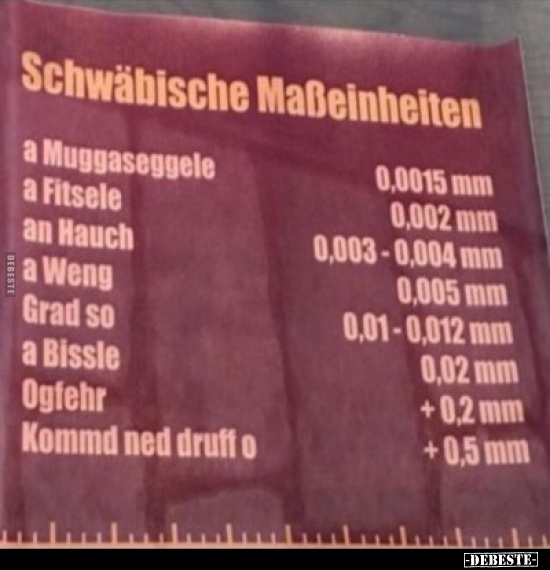 Schwäbische Maßeinheiten
a Muggaseggele 0,0015 mm
a Fitsele 0,002 mm
an Hauch 0,003 - 0,004 mm
a Weng 0,005 mm
Grad so 0,01 - 0,012 mm
a Bissle 0,02 mm
Ogfehr + 0,2 mm
Kommd ned druff o + 0,5 mm
DEBESTE
-DEBESTE-